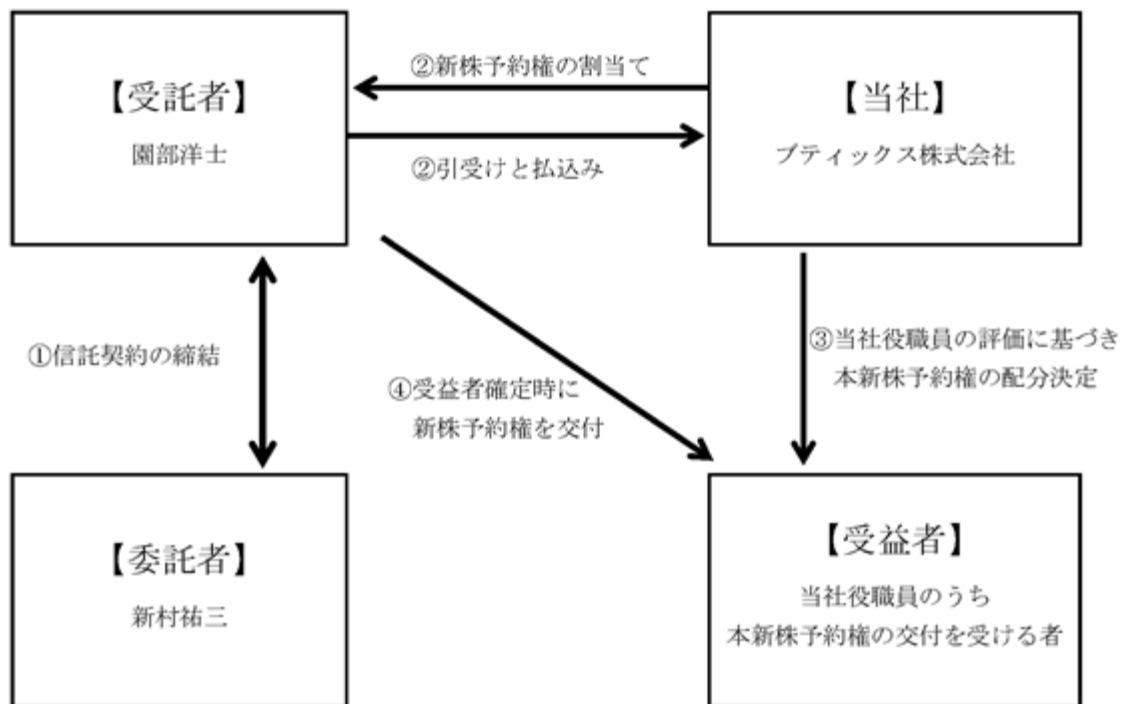 【受託者】
園部洋士
②新株予約権の割当て
②引受けと払込み
【当社】
ブティックス株式会社
①信託契約の締結
④受益者確定時に
新株予約権を交付
③当社役職員の評価に基づき
本新株予約権の配分決定
【委託者】
新村祐三
【受益者】
当社役職員のうち
本新株予約権の交付を受ける者